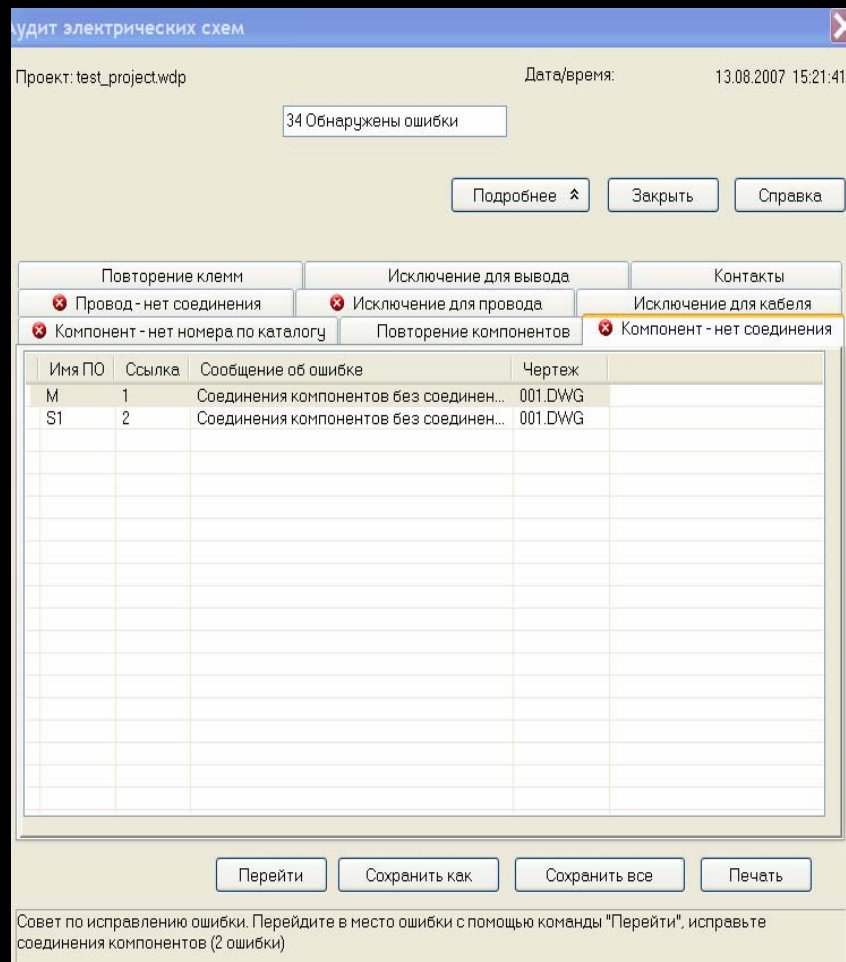 Аудит электрических схем
Проект: test_project.wdp Дата/время: 13.08.2007 15:21:41
34 Обнаружены ошибки
Подробнее Закрыть Справка
Повторение клемм Исключение для вывода Контакты
Провод - нет соединения Исключение для провода Исключение для кабеля
Компонент - нет номера по каталогу Повторение компонентов Компонент - нет соединения
Имя ПО Ссылка Сообщение об ошибке Чертеж
M 1 Соединения компонентов без соединен... 001.DWG
S1 2 Соединения компонентов без соединен... 001.DWG
Перейти Сохранить как Сохранить все Печать
Совет по исправлению ошибки. Перейдите в место ошибки с помощью команды "Перейти", исправьте
соединения компонентов (2 ошибки)